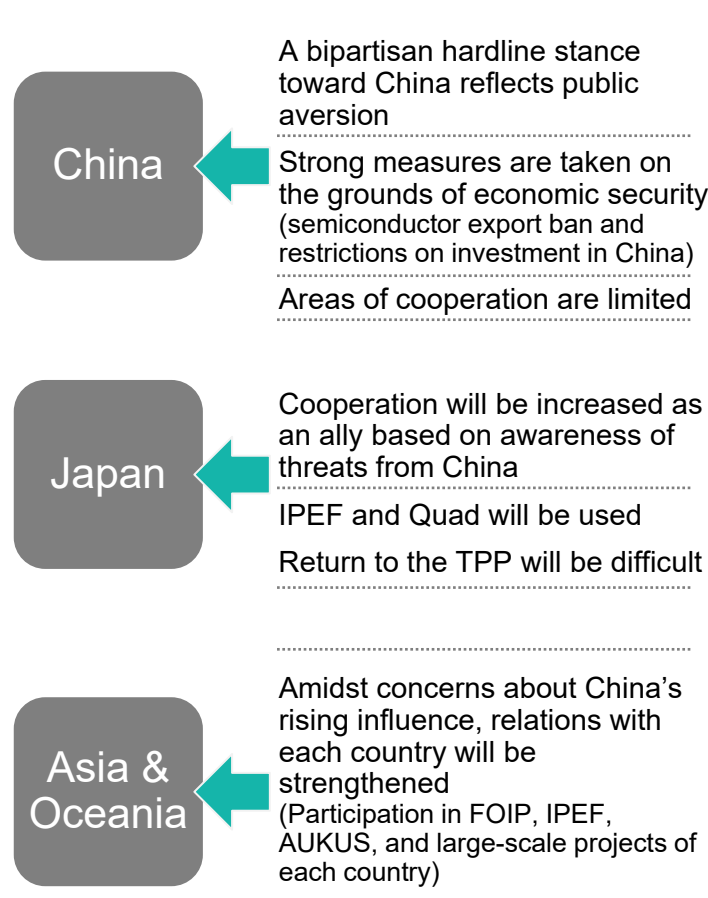 China
A bipartisan hardline stance
toward China reflects public
aversion
Strong measures are taken on
the grounds of economic security
(semiconductor export ban and
restrictions on investment in China)
Areas of cooperation are limited
Japan
Cooperation will be increased as
an ally based on awareness of
threats from China
IPEF and Quad will be used
Return to the TPP will be difficult
Asia &
Oceania
Amidst concerns about China’s
rising influence, relations with
each country will be
strengthened
(Participation in FOIP, IPEF,
AUKUS, and large-scale projects of
each country)